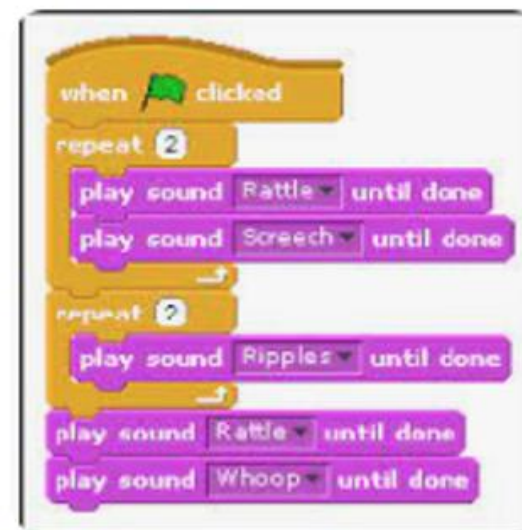 when clicked
repeat 2
play sound Rattle until done
play sound Screech until done
repeat 2
play sound Ripples until done
play sound Rattle until done
play sound Whoop until done